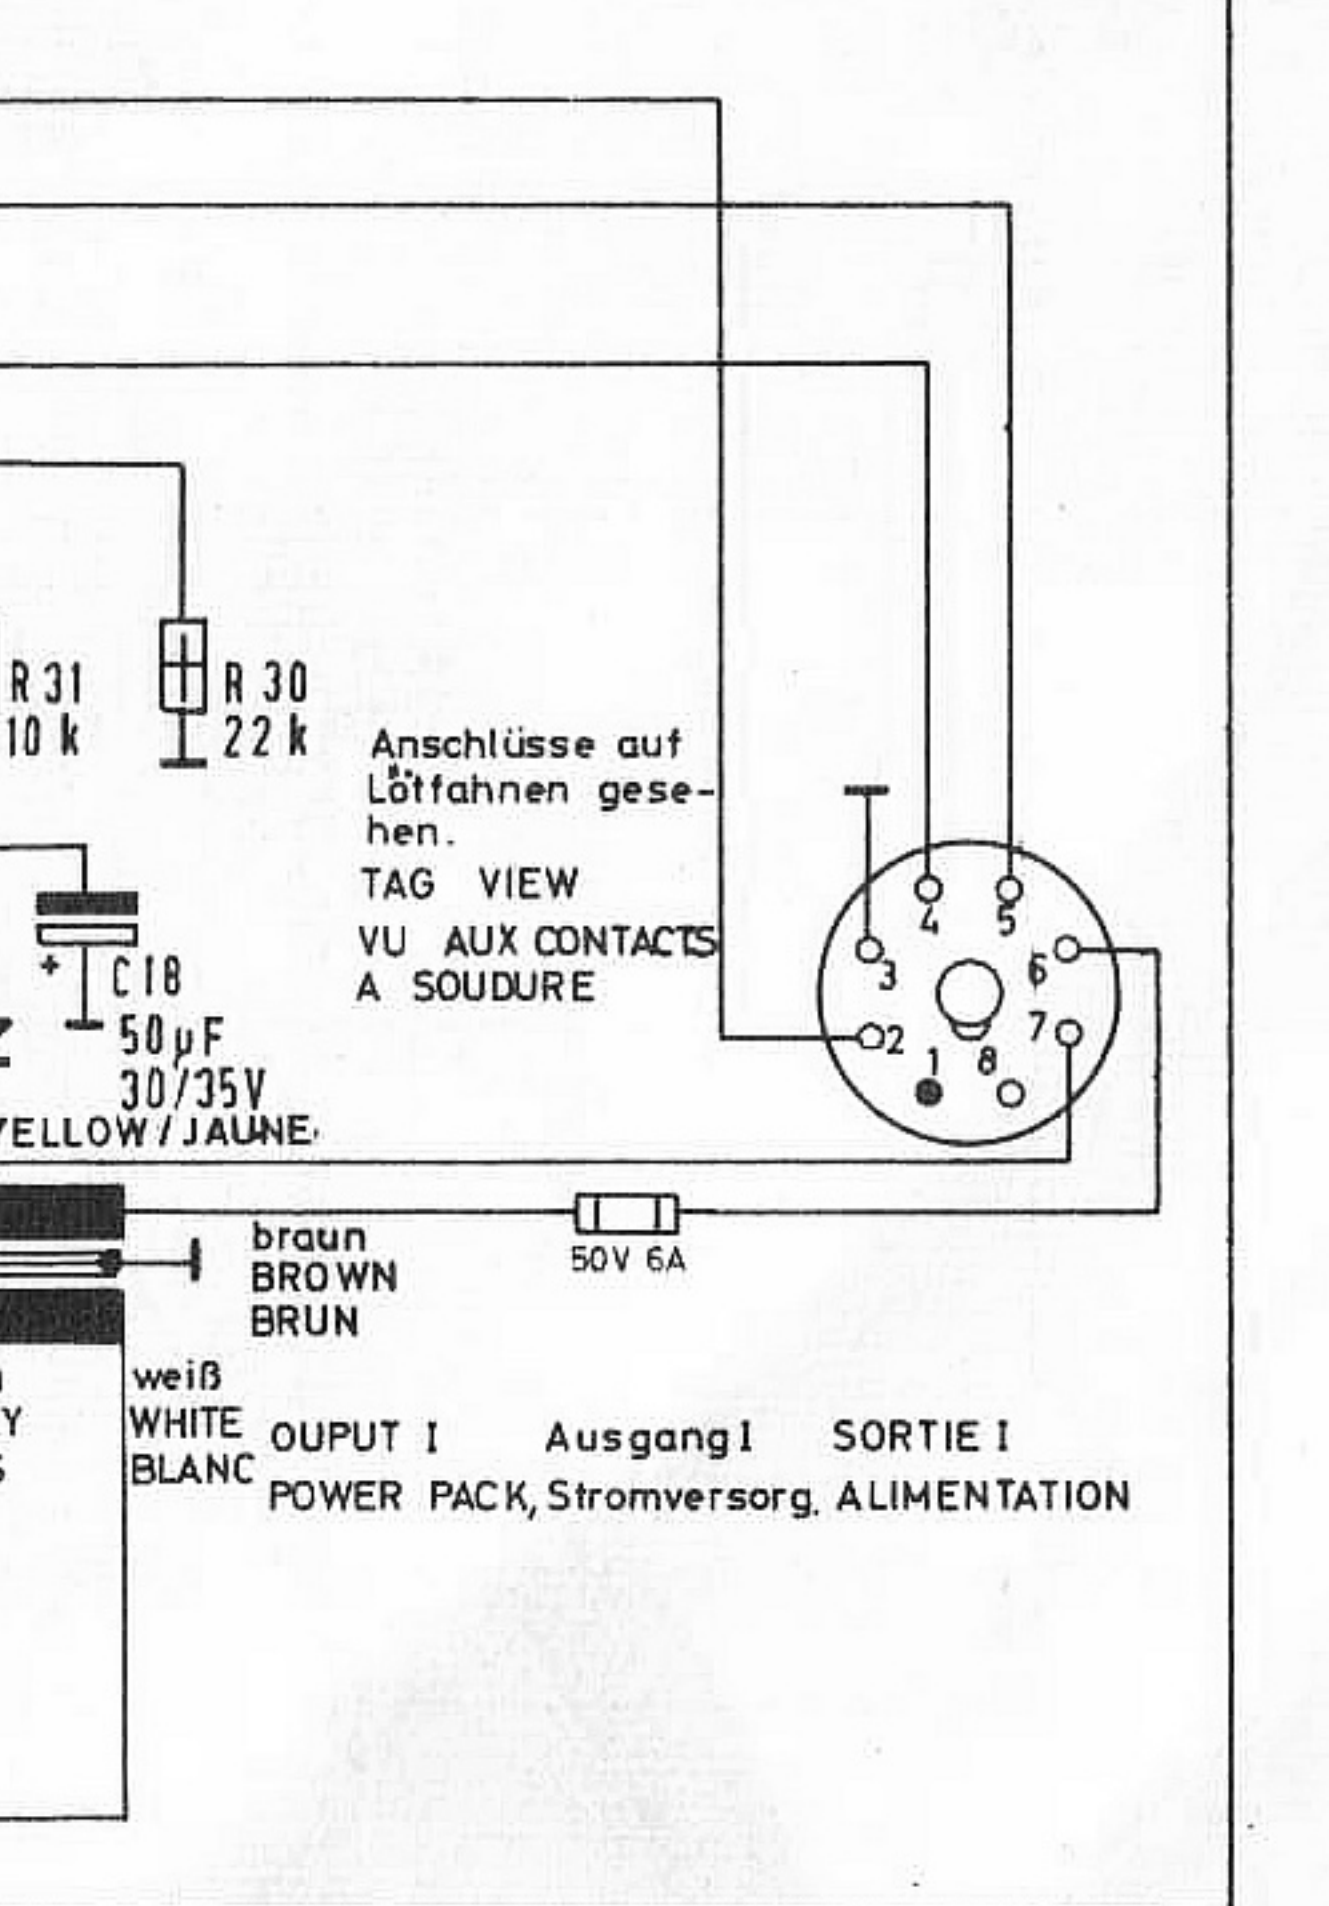 R 31
10 k
R 30
22 k
Anschlüsse auf
Lötfahnen gese-
hen.
TAG VIEW
VU AUX CONTACTS
A SOUDURE
4 5
3 6
2 7
1 8
+
C18
50µF
30/35V
YELLOW / JAUNE
50V 6A
braun
BROWN
BRUN
weiß
Y WHITE
S BLANC
OUPUT I Ausgang1 SORTIE I
POWER PACK, Stromversorg. ALIMENTATION